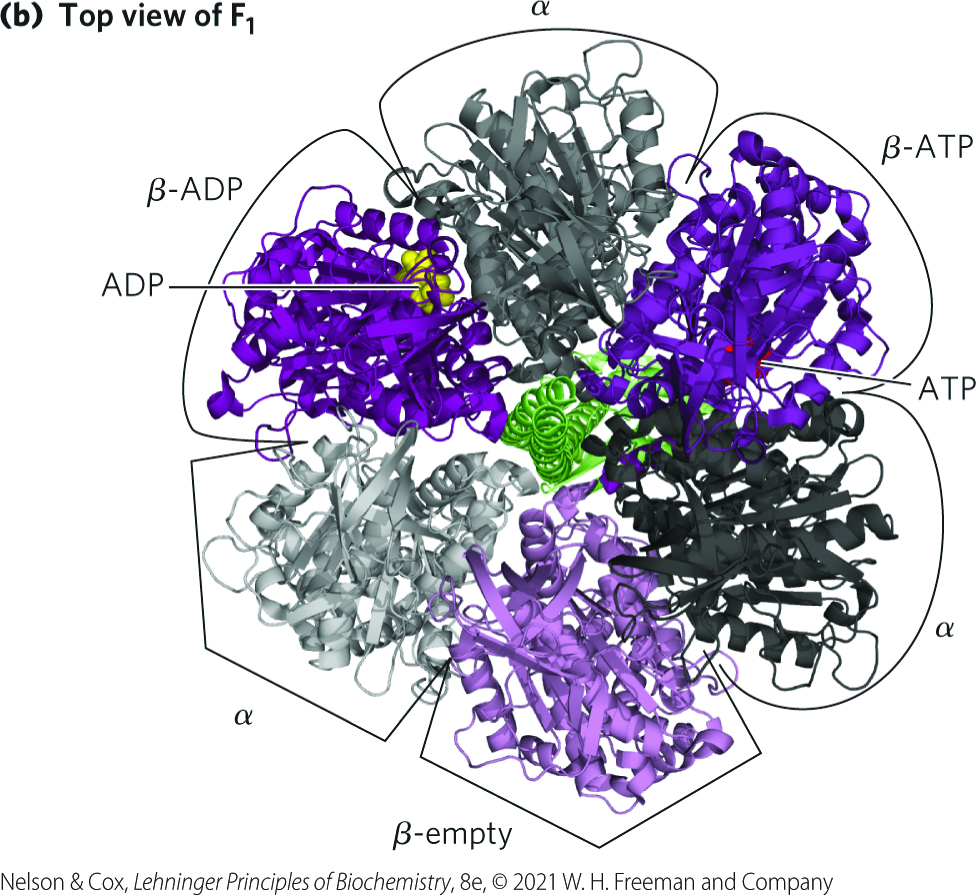 (b) Top view of F₁
α
β-ATP
β-ADP
ADP
ATP
α
α
β-empty
Nelson & Cox, Lehninger Principles of Biochemistry, 8e, © 2021 W. H. Freeman and Company